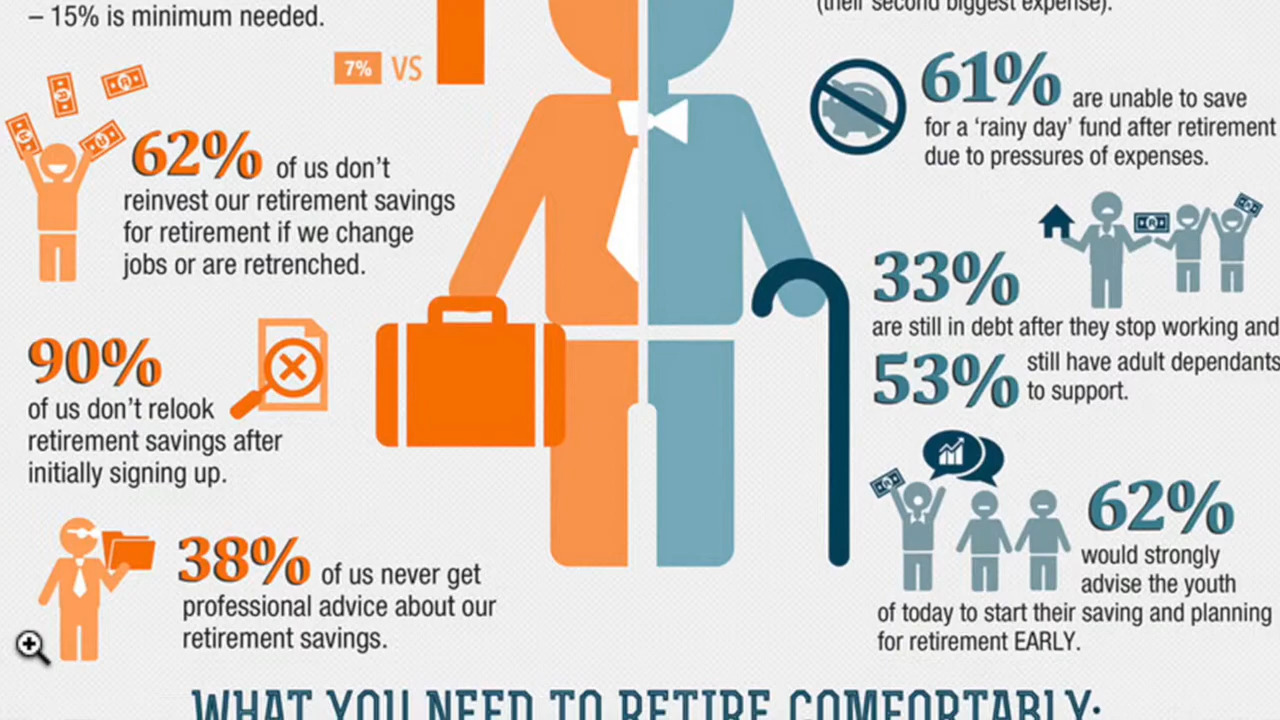 – 15% is minimum needed.
7% VS
62% of us don't
reinvest our retirement savings
for retirement if we change
jobs or are retrenched.
90%
of us don't relook
retirement savings after
initially signing up.
38% of us never get
professional advice about our
retirement savings.
(their second biggest expense).
61% are unable to save
for a 'rainy day' fund after retirement
due to pressures of expenses.
33%
are still in debt after they stop working and
53% still have adult dependants
to support.
62%
would strongly
advise the youth
of today to start their saving and planning
for retirement EARLY.
WHAT YOU NEED TO RETIRE COMFORTABLY: